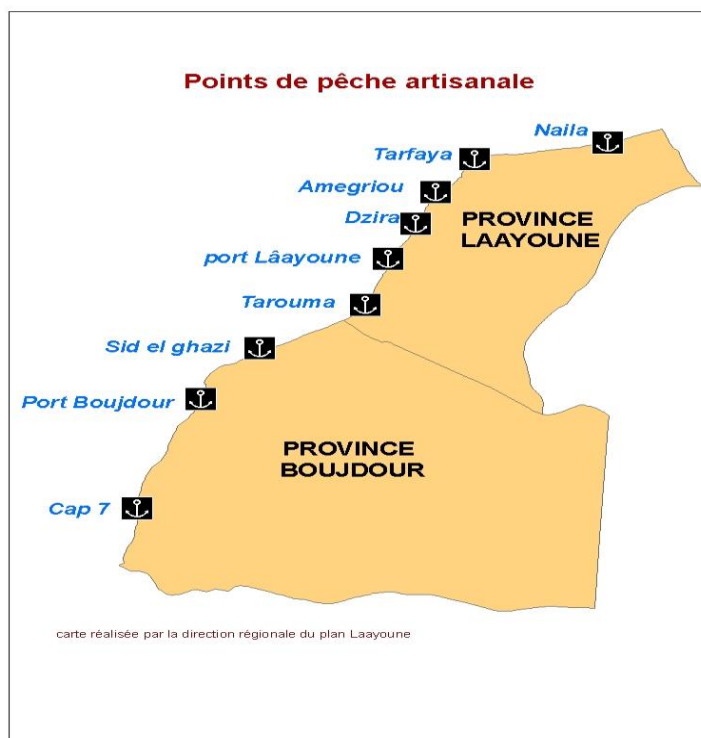 Points de pêche artisanale
Naila
Tarfaya
Amegriou
Dzira
PROVINCE
LAAYOUNE
port Lâayoune
Tarouma
Sid el ghazi
Port Boujdour
PROVINCE
BOUJDOUR
Cap 7
carte réalisée par la direction régionale du plan Laayoune